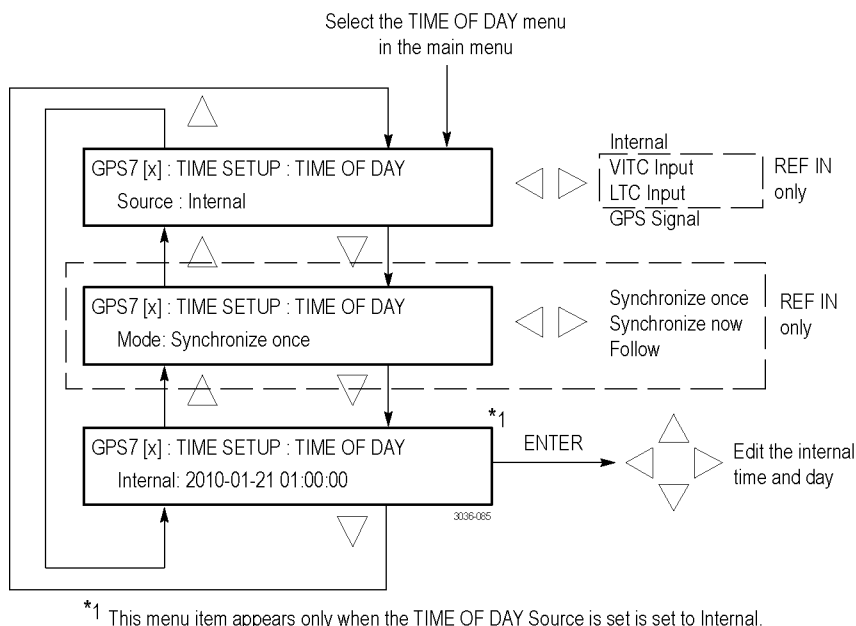 Select the TIME OF DAY menu
in the main menu
GPS7 [x] : TIME SETUP : TIME OF DAY
Source : Internal
Internal
VITC Input
LTC Input
GPS Signal
REF IN
only
GPS7 [x] : TIME SETUP : TIME OF DAY
Mode: Synchronize once
Synchronize once
Synchronize now
Follow
REF IN
only
*1
GPS7 [x] : TIME SETUP : TIME OF DAY
Internal: 2010-01-21 01:00:00
ENTER
Edit the internal
time and day
3036-085
*1 This menu item appears only when the TIME OF DAY Source is set is set to Internal.